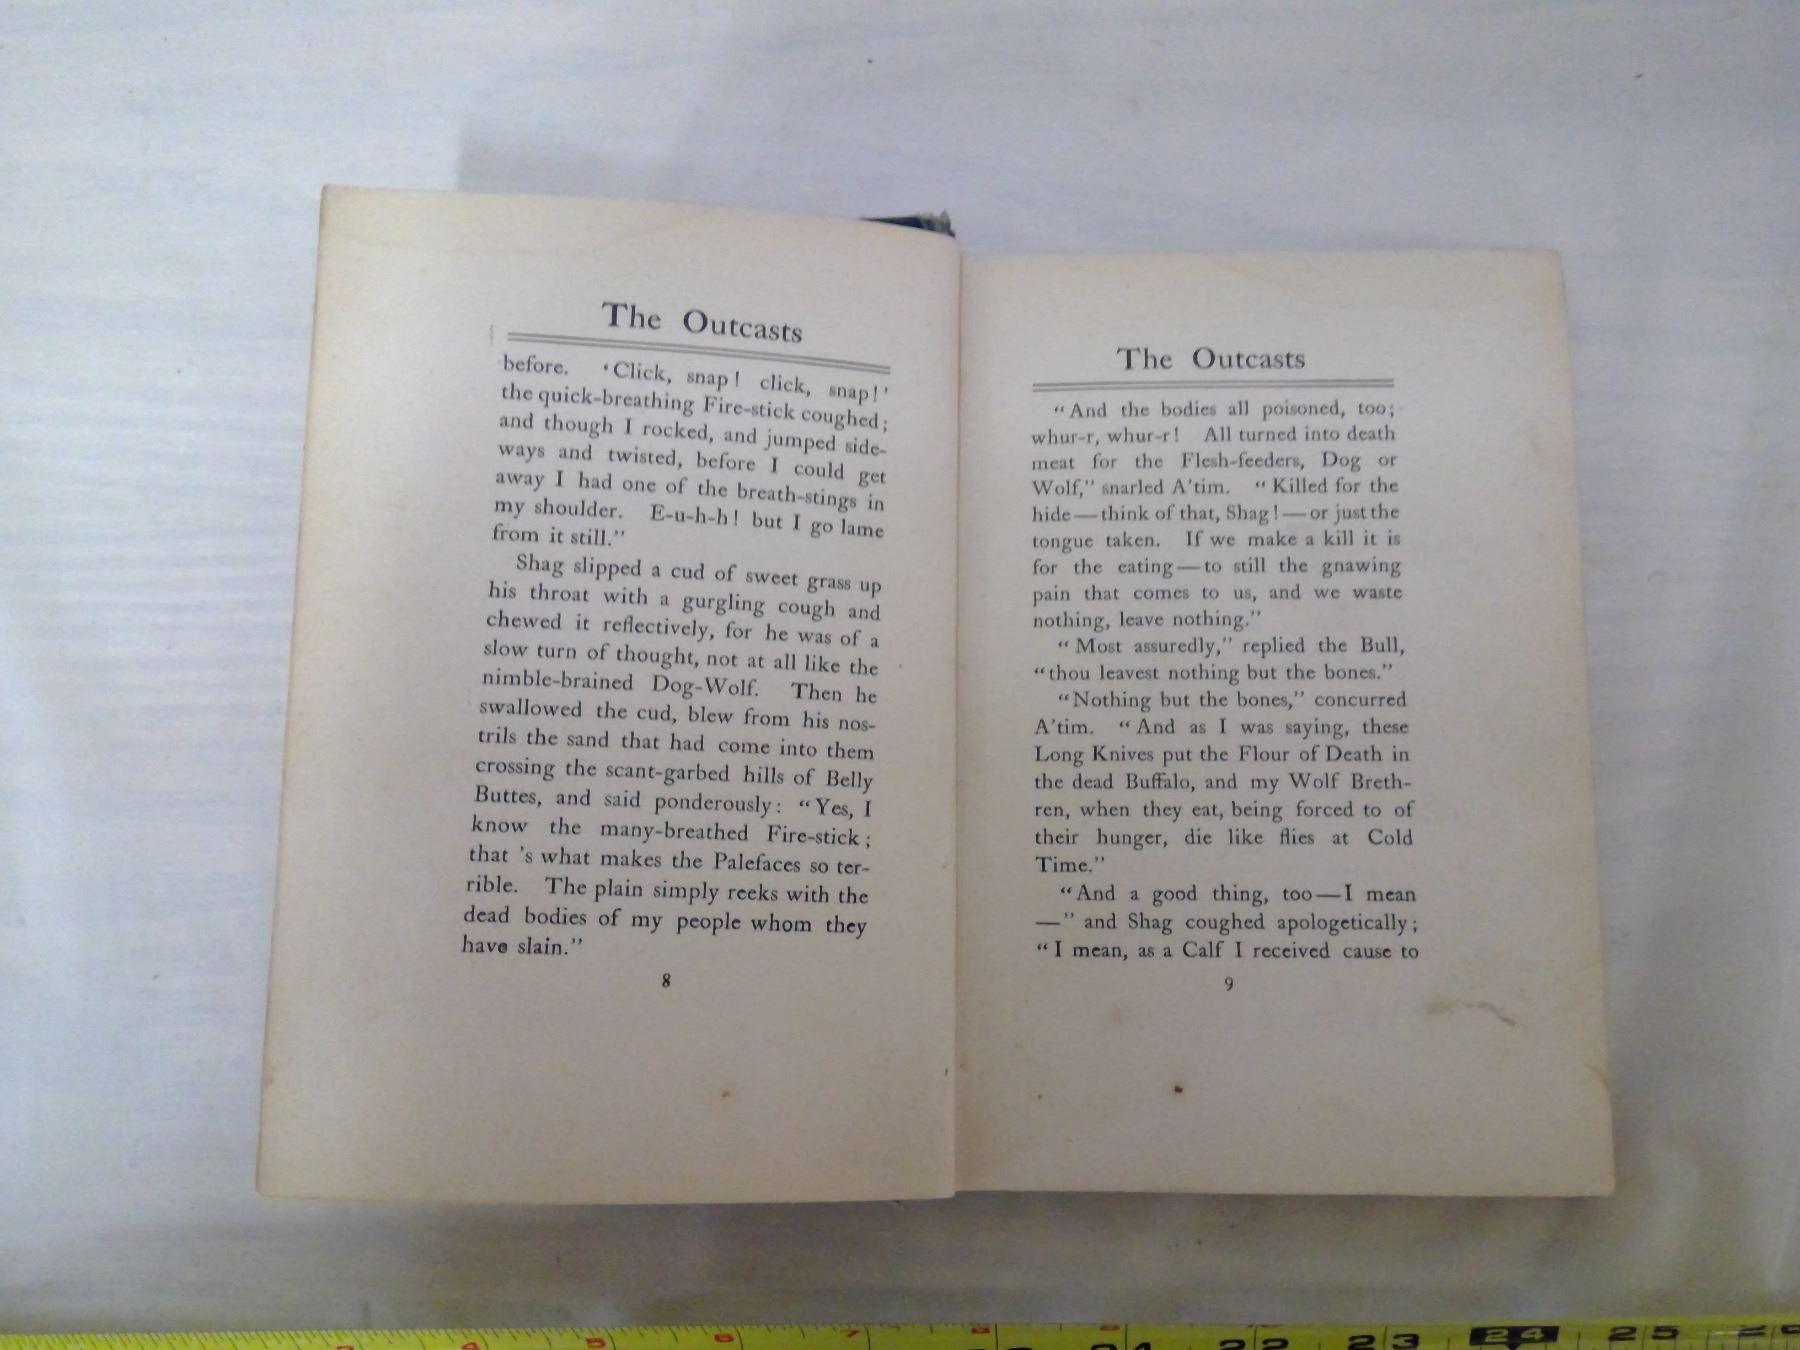 The Outcasts
before. ‘Click, snap! click, snap!’
the quick-breathing Fire-stick coughed;
and though I rocked, and jumped side-
ways and twisted, before I could get
away I had one of the breath-stings in
my shoulder. E-u-h-h! but I go lame
from it still.”
Shag slipped a cud of sweet grass up
his throat with a gurgling cough and
chewed it reflectively, for he was of a
slow turn of thought, not at all like the
nimble-brained Dog-Wolf. Then he
swallowed the cud, blew from his nos-
trils the sand that had come into them
crossing the scant-garbed hills of Belly
Buttes, and said ponderously: “Yes, I
know the many-breathed Fire-stick;
that ’s what makes the Palefaces so ter-
rible. The plain simply reeks with the
dead bodies of my people whom they
have slain.”
8
The Outcasts
“And the bodies all poisoned, too;
whur-r, whur-r! All turned into death
meat for the Flesh-feeders, Dog or
Wolf,” snarled A’tim. “Killed for the
hide—think of that, Shag!—or just the
tongue taken. If we make a kill it is
for the eating—to still the gnawing
pain that comes to us, and we waste
nothing, leave nothing.”
“Most assuredly,” replied the Bull,
“thou leavest nothing but the bones.”
“Nothing but the bones,” concurred
A’tim. “And as I was saying, these
Long Knives put the Flour of Death in
the dead Buffalo, and my Wolf Breth-
ren, when they eat, being forced to of
their hunger, die like flies at Cold
Time.”
“And a good thing, too—I mean
—” and Shag coughed apologetically;
“I mean, as a Calf I received cause to
9
3 4 5 6 7 8 9 22 23 24 25